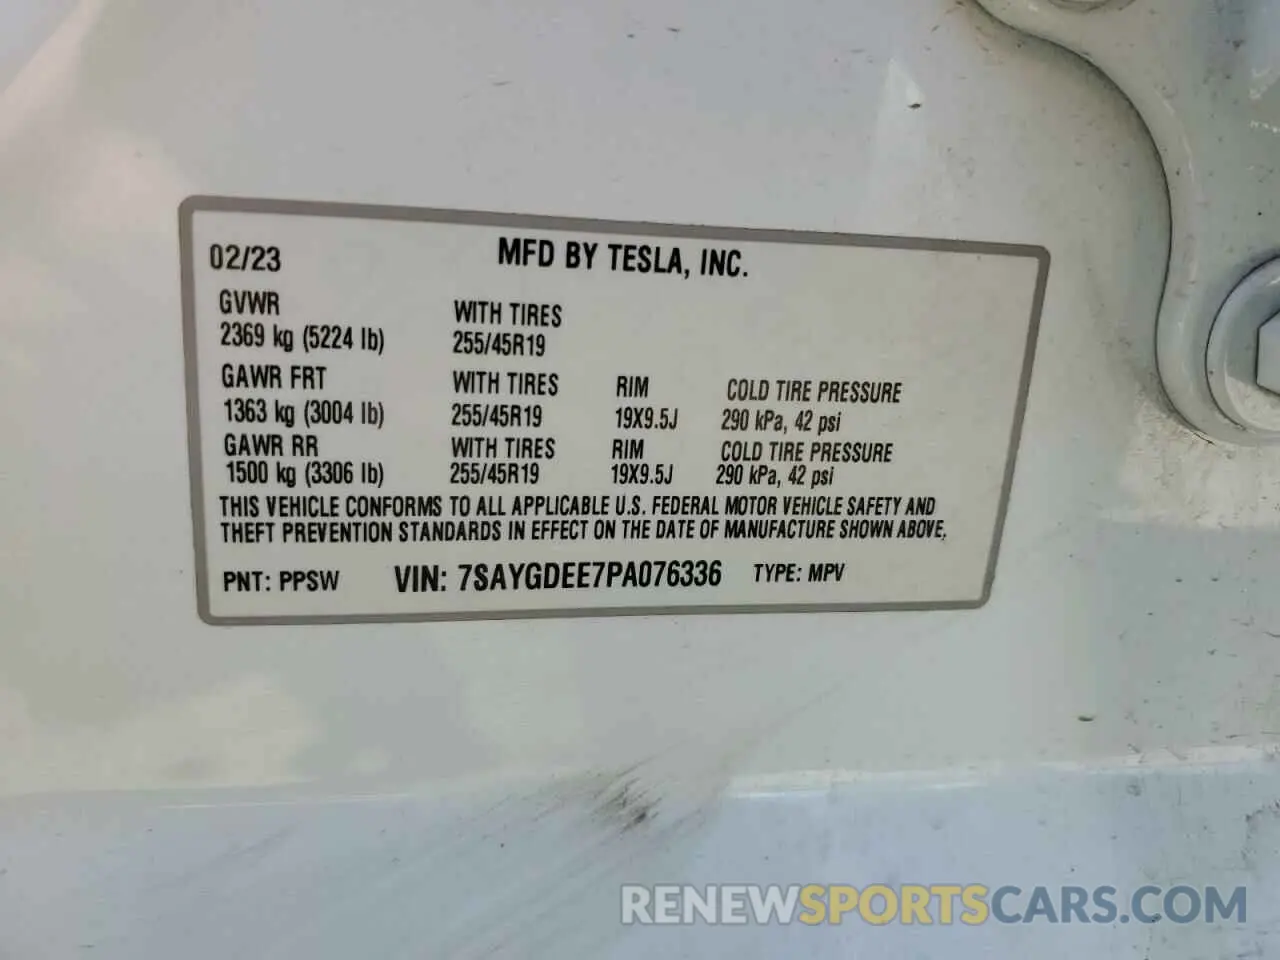 02/23 MFD BY TESLA, INC.
GVWR WITH TIRES
2369 kg (5224 lb) 255/45R19
GAWR FRT WITH TIRES RIM COLD TIRE PRESSURE
1363 kg (3004 lb) 255/45R19 19X9.5J 290 kPa, 42 psi
GAWR RR WITH TIRES RIM COLD TIRE PRESSURE
1500 kg (3306 lb) 255/45R19 19X9.5J 290 kPa, 42 psi
THIS VEHICLE CONFORMS TO ALL APPLICABLE U.S. FEDERAL MOTOR VEHICLE SAFETY AND
THEFT PREVENTION STANDARDS IN EFFECT ON THE DATE OF MANUFACTURE SHOWN ABOVE.
PNT: PPSW VIN: 7SAYGDEE7PA076336 TYPE: MPV
RENEWSPORTSCARS.COM